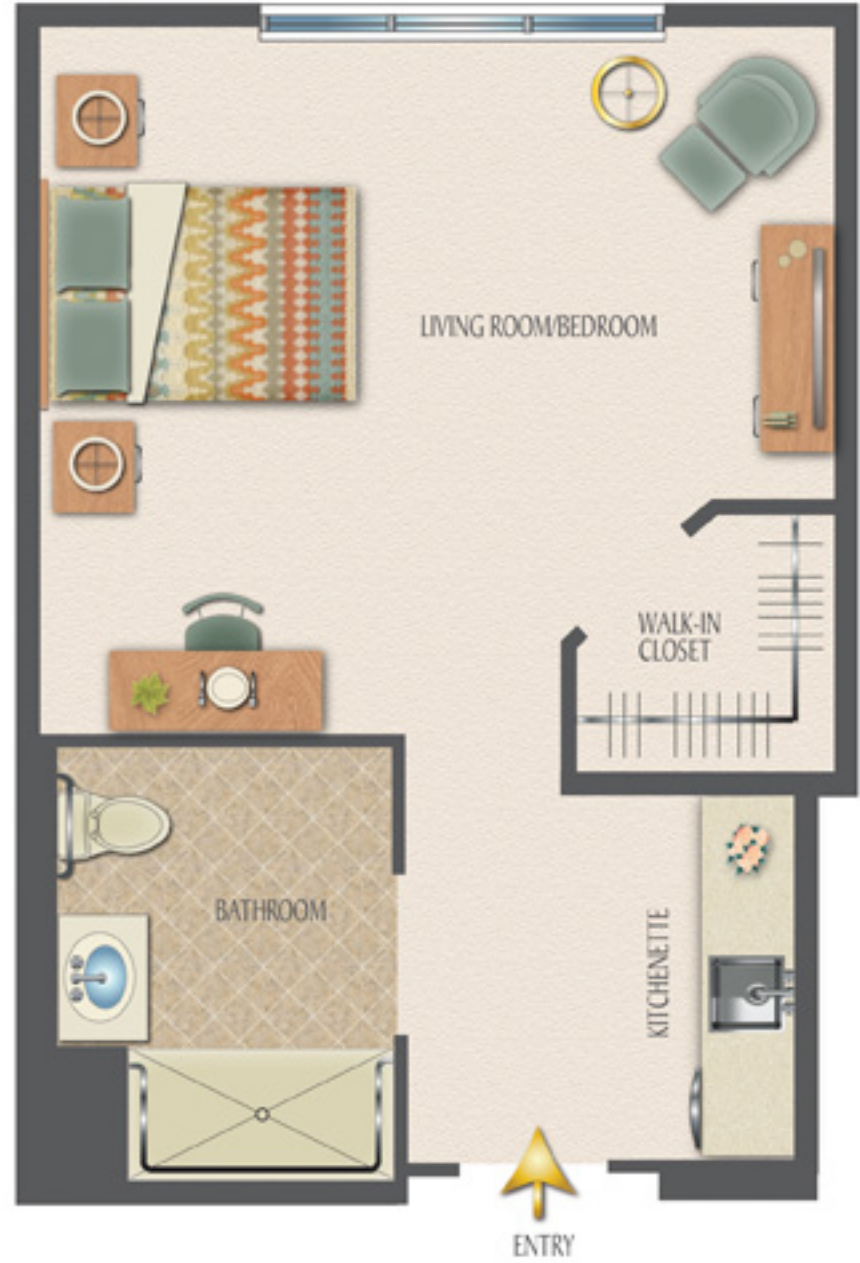 LIVING ROOM/BEDROOM
WALK-IN
CLOSET
BATHROOM
KITCHENETTE
ENTRY